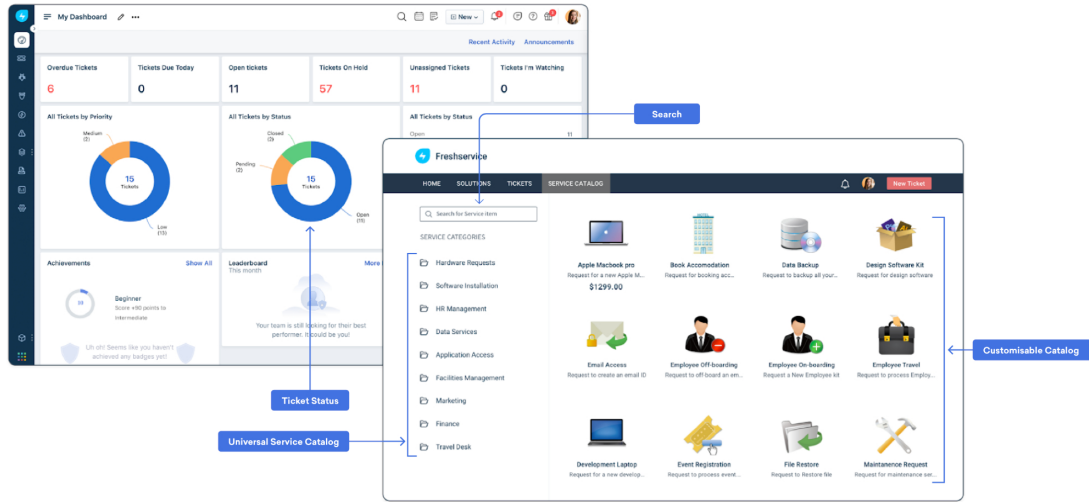 My Dashboard
New
Recent Activity Announcements
Overdue Tickets
6
Tickets Due Today
0
Open tickets
11
Tickets On Hold
57
Unassigned Tickets
11
Tickets I'm Watching
0
All Tickets by Priority
Medium
(2)
15
Tickets
Low
(13)
All Tickets by Status
Closed
(3)
Pending
(2)
15
Tickets
Open
All Tickets by Status
Open 11
Achievements Show All
Beginner
Score +90 points to
intermediate
Uh oh! Seems like you haven't
achieved any badges yet!
Leaderboard
This month
More
Your team is still looking for their best
performer, it could be you!
Search
Ticket Status
Universal Service Catalog
Customisable Catalog
Freshservice
HOME SOLUTIONS TICKETS SERVICE CATALOG
New Ticket
Search for Service item
SERVICE CATEGORIES
Hardware Requests
Software Installation
HR Management
Data Services
Application Access
Facilities Management
Marketing
Finance
Travel Desk
Apple Macbook pro
Request for a new Apple M...
$1299.00
Book Accomodation
Request for booking acc...
Data Backup
Request to backup all your...
Design Software Kit
Request for design software
Email Access
Request to create an email ID
Employee Off-boarding
Request to off-board an em...
Employee On-boarding
Request a New Employee kit
Employee Travel
Request to process Employ...
Development Laptop
Request for a new develop...
Event Registration
Request to process event...
File Restore
Request to Restore file
Maintanence Request
Request for maintenance ser...